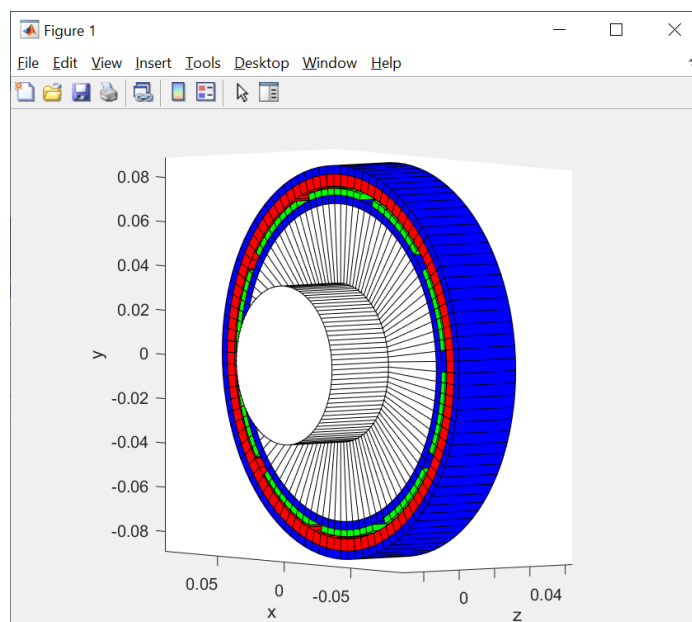 Figure 1
File Edit View Insert Tools Desktop Window Help
0.08
0.06
0.04
0.02
0
-0.02
-0.04
-0.06
-0.08
y
0.05 0 -0.05
x
0 0.04
z